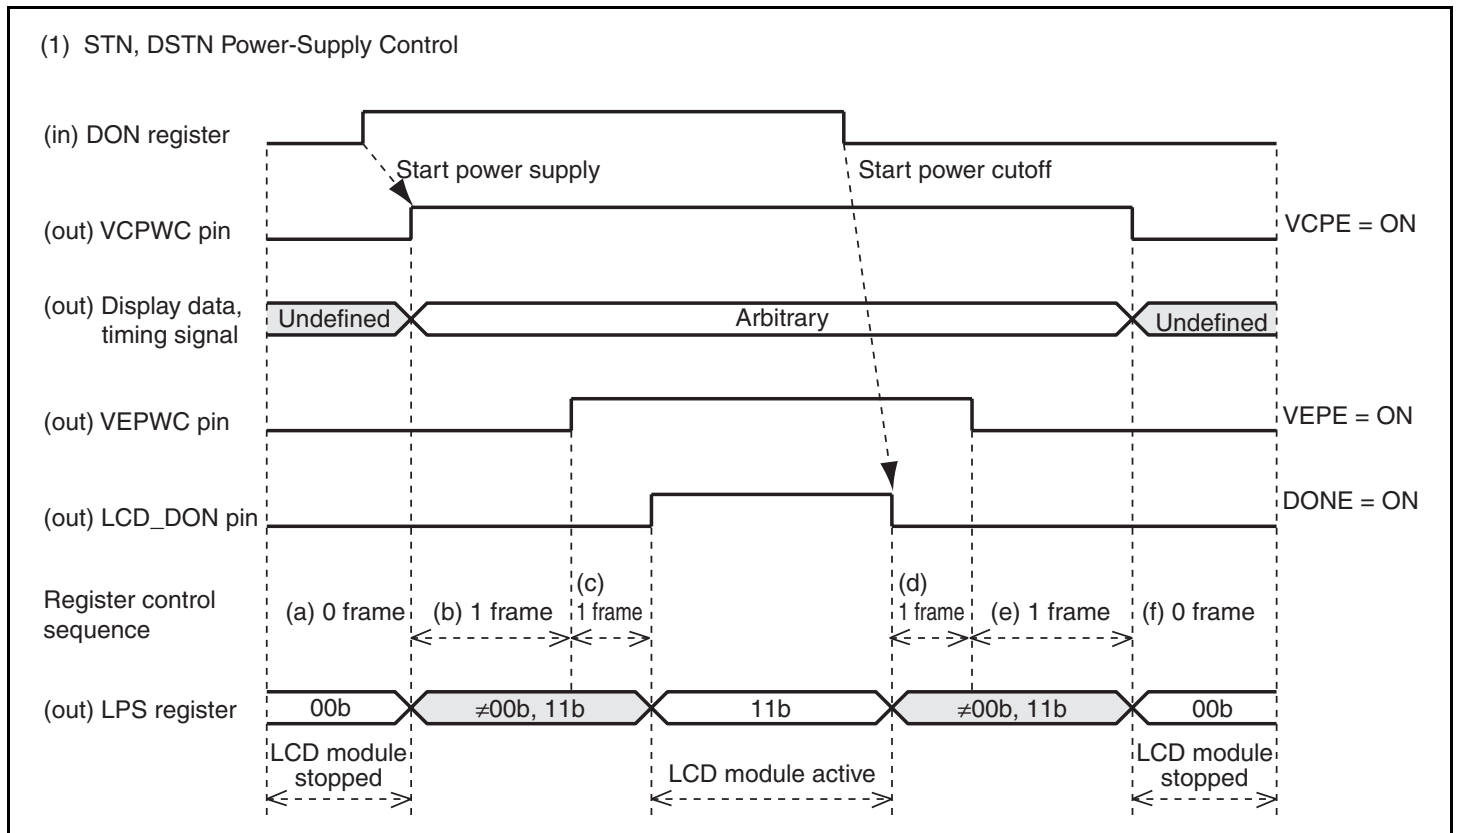 (1) STN, DSTN Power-Supply Control
(in) DON register
Start power supply
Start power cutoff
(out) VCPWC pin
VCPE = ON
(out) Display data,
timing signal
Undefined
Arbitrary
Undefined
(out) VEPWC pin
VEPE = ON
(out) LCD_DON pin
DONE = ON
Register control
sequence
(a) 0 frame
(b) 1 frame
(c)
1 frame
(d)
1 frame
(e) 1 frame
(f) 0 frame
(out) LPS register
00b
≠00b, 11b
11b
≠00b, 11b
00b
LCD module
stopped
LCD module active
LCD module
stopped